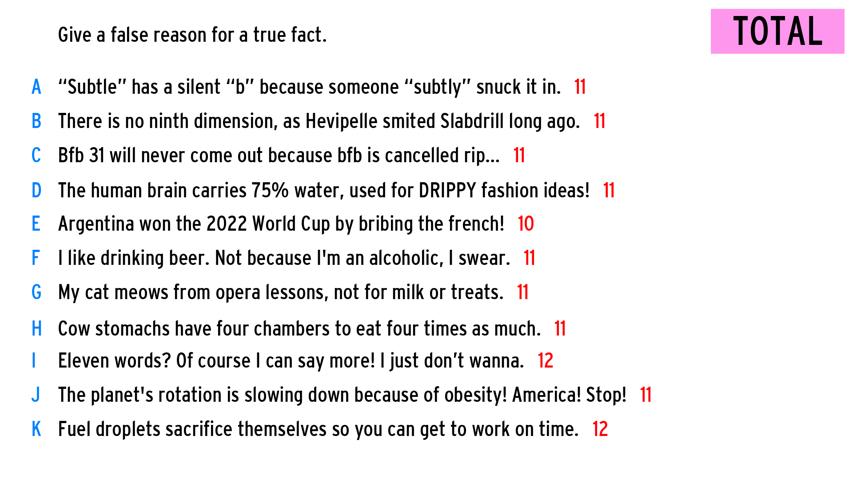 Give a false reason for a true fact.
TOTAL
A “Subtle” has a silent “b” because someone “subtly” snuck it in. 11
B There is no ninth dimension, as Hevipelle smited Slabdrill long ago. 11
C Bfb 31 will never come out because bfb is cancelled rip... 11
D The human brain carries 75% water, used for DRIPPY fashion ideas! 11
E Argentina won the 2022 World Cup by bribing the french! 10
F I like drinking beer. Not because I'm an alcoholic, I swear. 11
G My cat meows from opera lessons, not for milk or treats. 11
H Cow stomachs have four chambers to eat four times as much. 11
I Eleven words? Of course I can say more! I just don’t wanna. 12
J The planet's rotation is slowing down because of obesity! America! Stop! 11
K Fuel droplets sacrifice themselves so you can get to work on time. 12